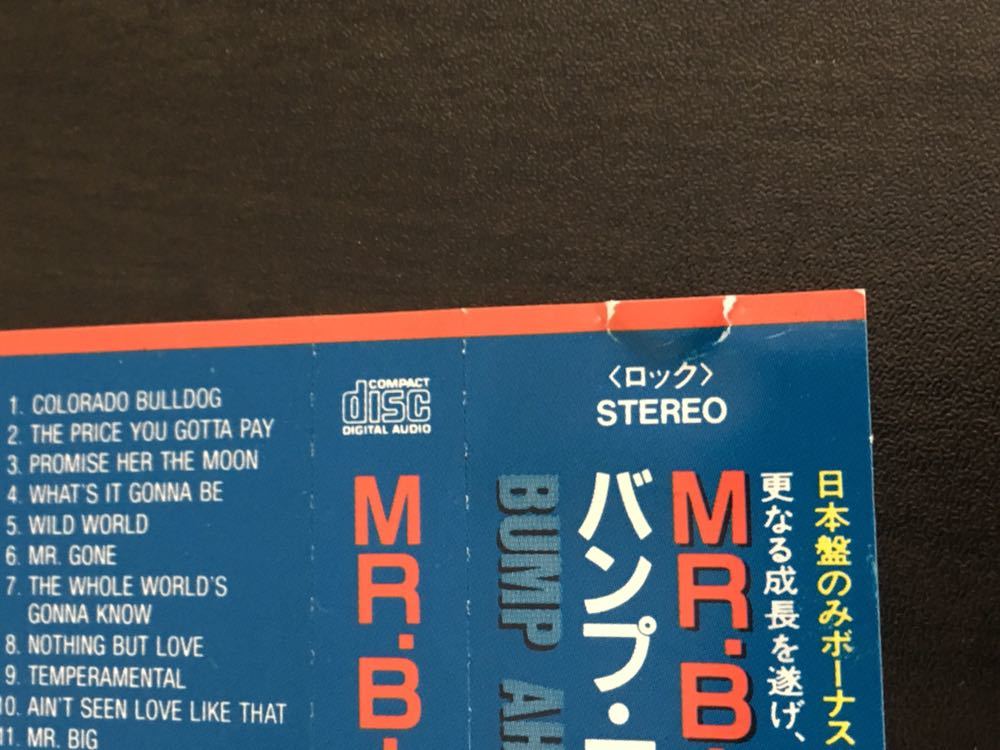 1. COLORADO BULLDOG
2. THE PRICE YOU GOTTA PAY
3. PROMISE HER THE MOON
4. WHAT'S IT GONNA BE
5. WILD WORLD
6. MR. GONE
7. THE WHOLE WORLD'S
GONNA KNOW
8. NOTHING BUT LOVE
9. TEMPERAMENTAL
10. AIN'T SEEN LOVE LIKE THAT
11. MR. BIG
COMPACT
disc
DIGITAL AUDIO
MR.B
〈ロック〉
STEREO
日本盤のみボーナス
更なる成長を遂げ、
MR.B
バンプ・
BUMP AH